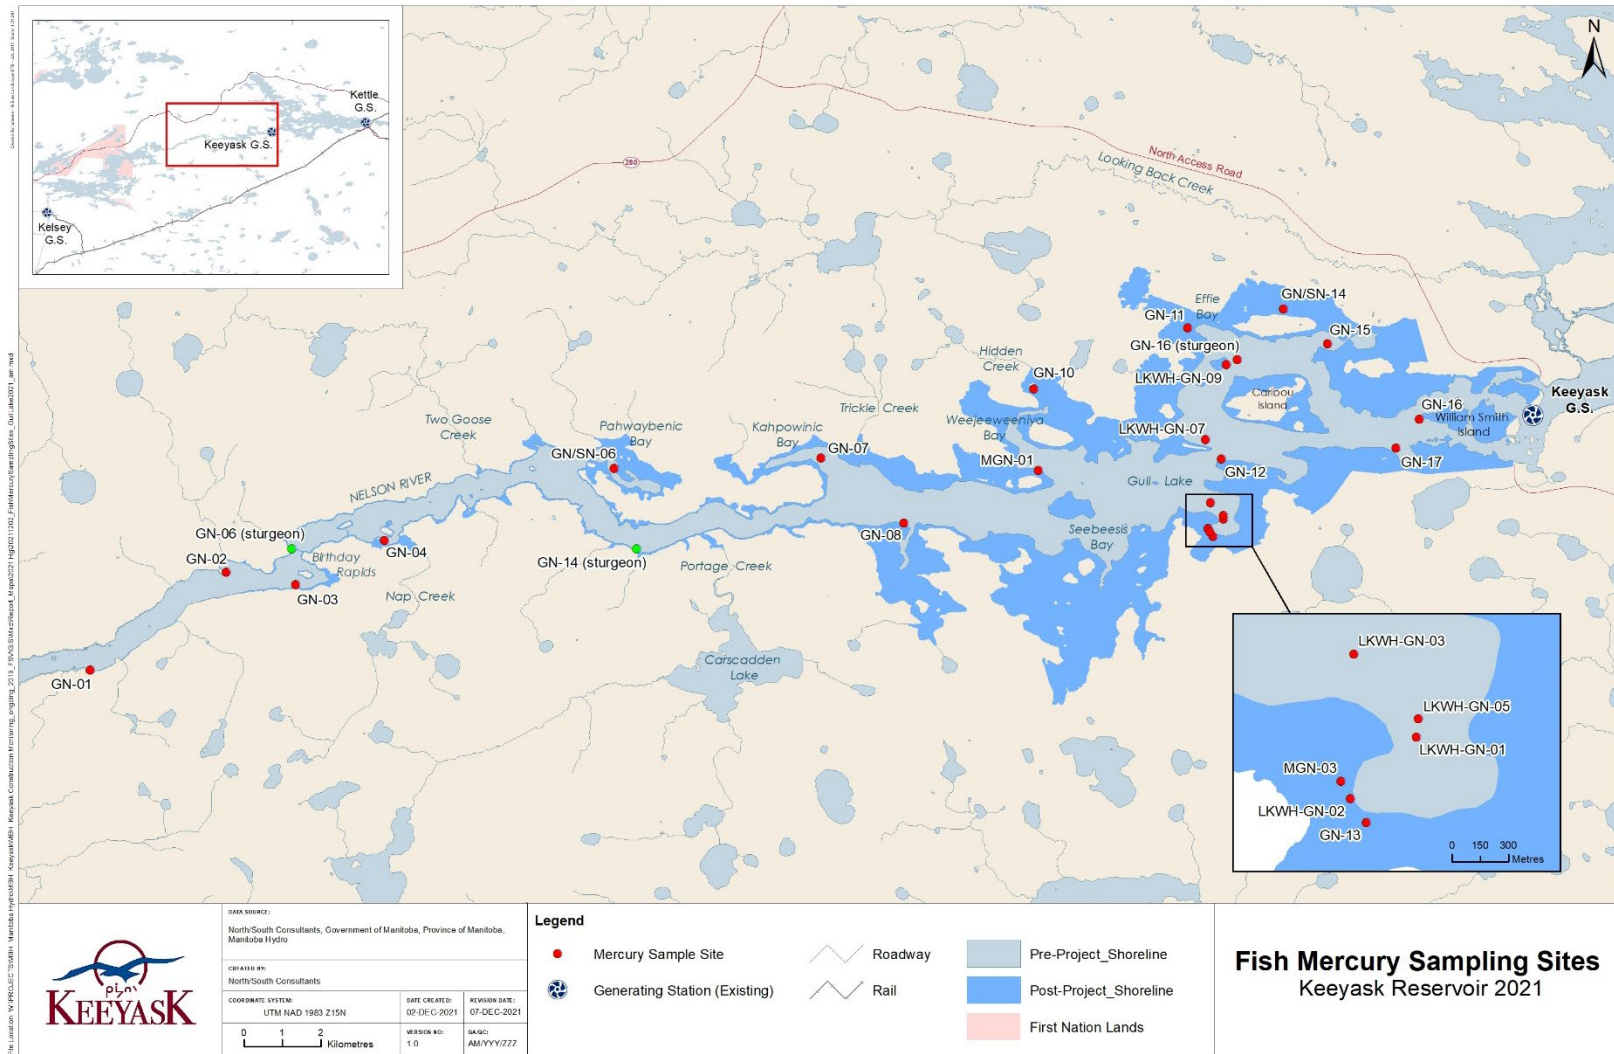 Kettle
G.S.
Keeyask G.S.
Kelsey
G.S.
N
280
North Access Road
Looking Back Creek
Effie
Bay
GN/SN-14
GN-11
GN-15
GN-16 (sturgeon)
LKWH-GN-09
Hidden
Creek
GN-10
Caribou
Island
Keeyask
G.S.
GN-16
William Smith
Island
Trickle Creek
Two Goose
Creek
Pahwaybenic
Bay
Kahpowinic
Bay
Weejeeweeniya
Bay
LKWH-GN-07
GN-07
GN/SN-06
MGN-01
GN-12
GN-17
Gull Lake
NELSON RIVER
GN-06 (sturgeon)
GN-08
Seebeesis
Bay
GN-02
Birthday
Rapids
GN-04
GN-14 (sturgeon)
Portage Creek
GN-03
Nap Creek
GN-01
Carscadden
Lake
LKWH-GN-03
LKWH-GN-05
LKWH-GN-01
MGN-03
LKWH-GN-02
GN-13
0 150 300
Metres
KEEYASK
DATA SOURCE:
North/South Consultants, Government of Manitoba, Province of Manitoba,
Manitoba Hydro
CREATED BY:
North/South Consultants
COORDINATE SYSTEM:
UTM NAD 1983 Z15N
DATE CREATED:
02-DEC-2021
REVISION DATE:
07-DEC-2021
0 1 2
Kilometres
VERSION NO:
1.0
QA/QC:
AM/YYY/ZZZ
Legend
Mercury Sample Site
Generating Station (Existing)
Roadway
Rail
Pre-Project_Shoreline
Post-Project_Shoreline
First Nation Lands
Fish Mercury Sampling Sites
Keeyask Reservoir 2021